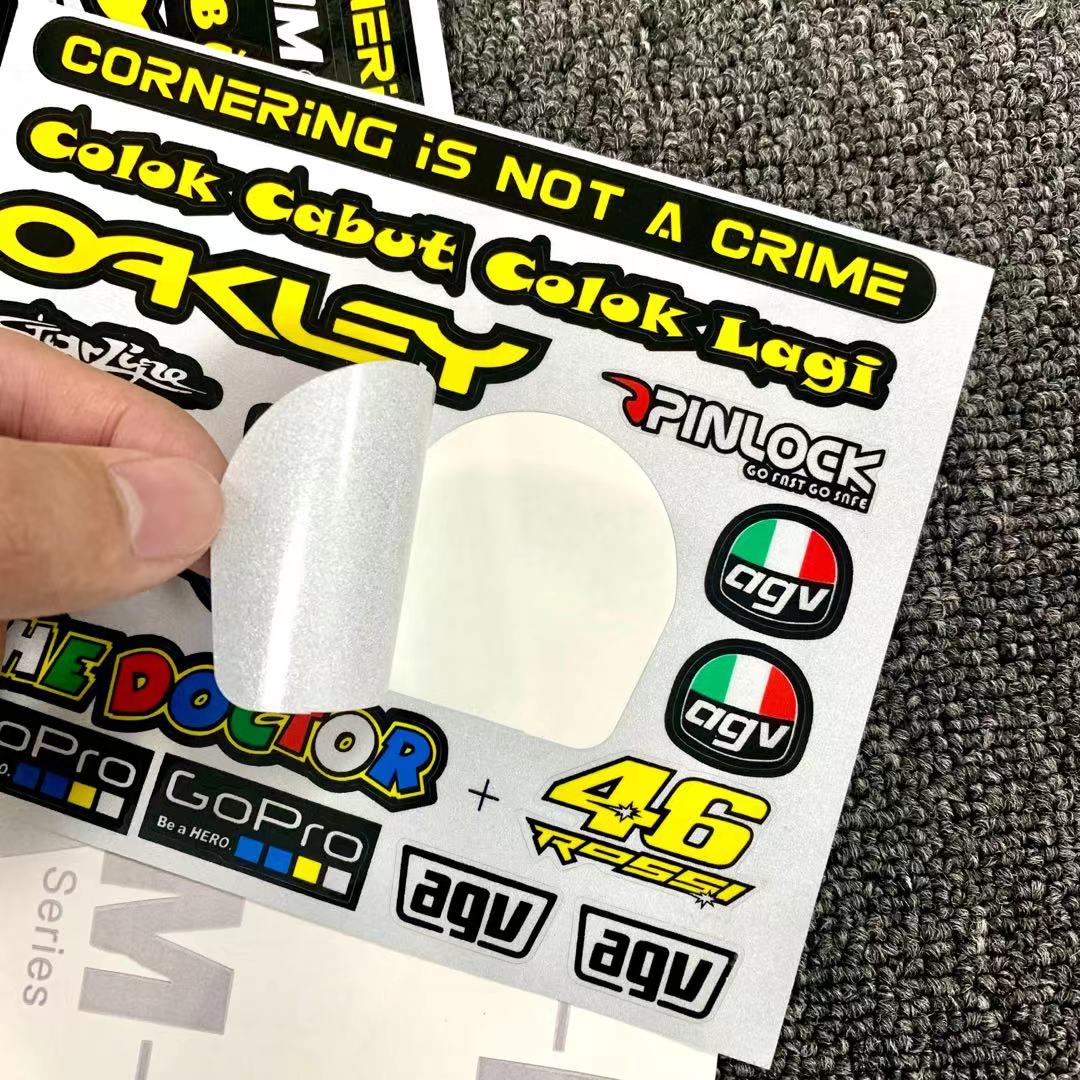 CORNERiNG iS NOT A CRIME
Colok Cabut Colok Lagi
OAKLEY
PINLOCK
GO FAST GO SAFE
agv
agv
HE DOCTOR
oPro
GoPro
Be a HERO.
46
ROSSI
agv
agv
Series
M